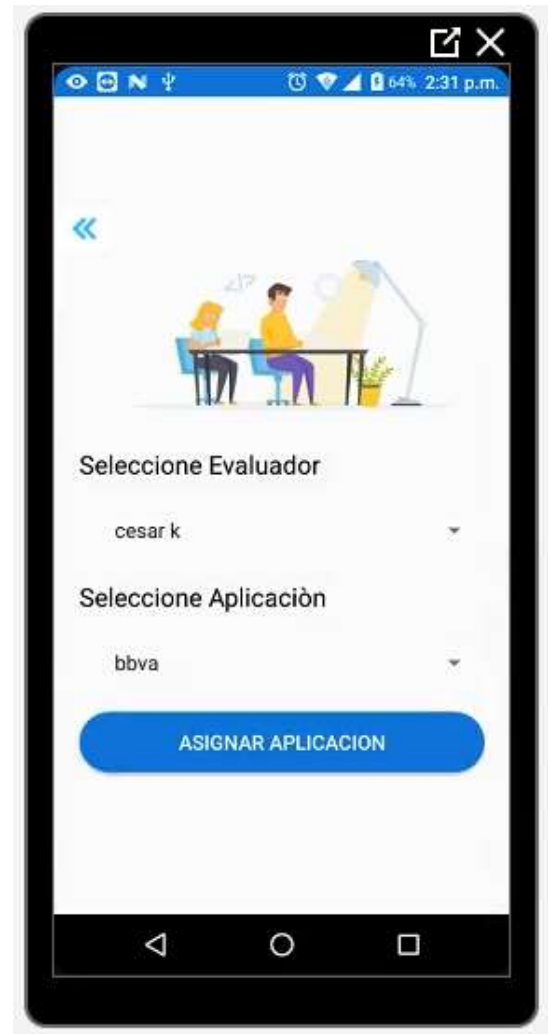 64% 2:31 p.m.
</>
Seleccione Evaluador
cesar k
Seleccione Aplicaciòn
bbva
ASIGNAR APLICACION